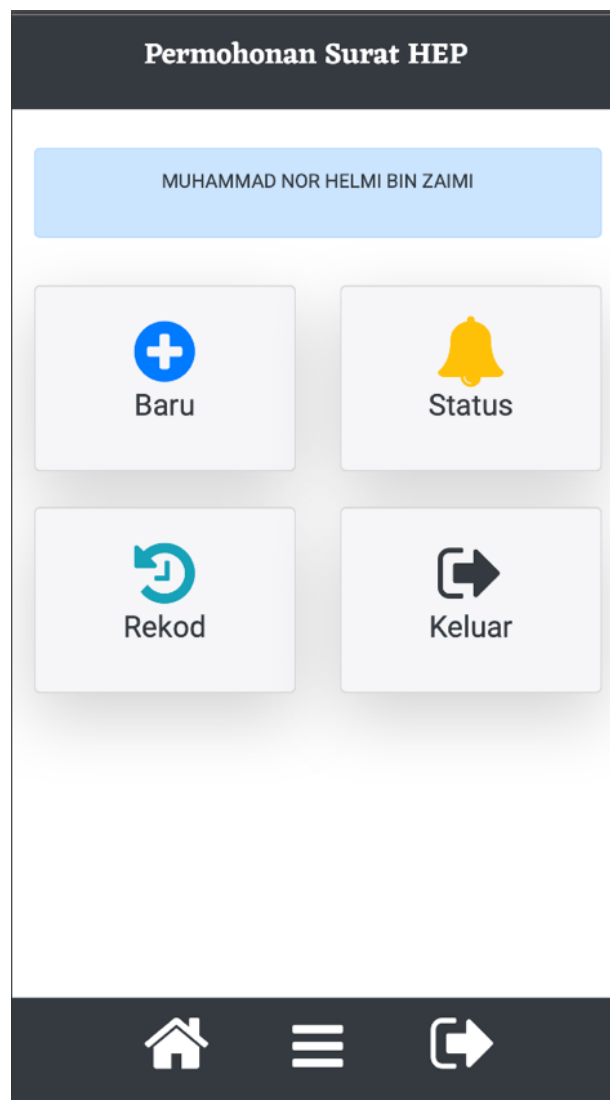 Permohonan Surat HEP
MUHAMMAD NOR HELMI BIN ZAIMI
Baru
Status
Rekod
Keluar